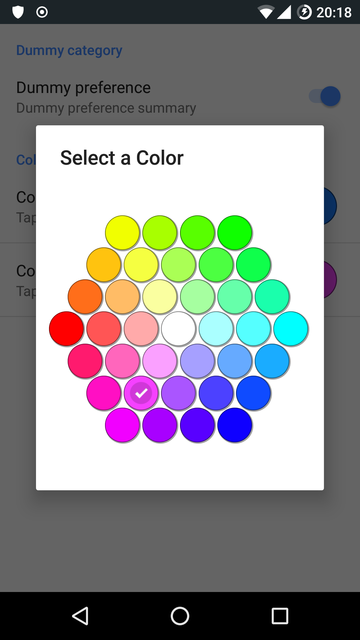 20:18
Dummy category
Dummy preference
Dummy preference summary
Select a Color
Col
Co
Tap
Co
Tap